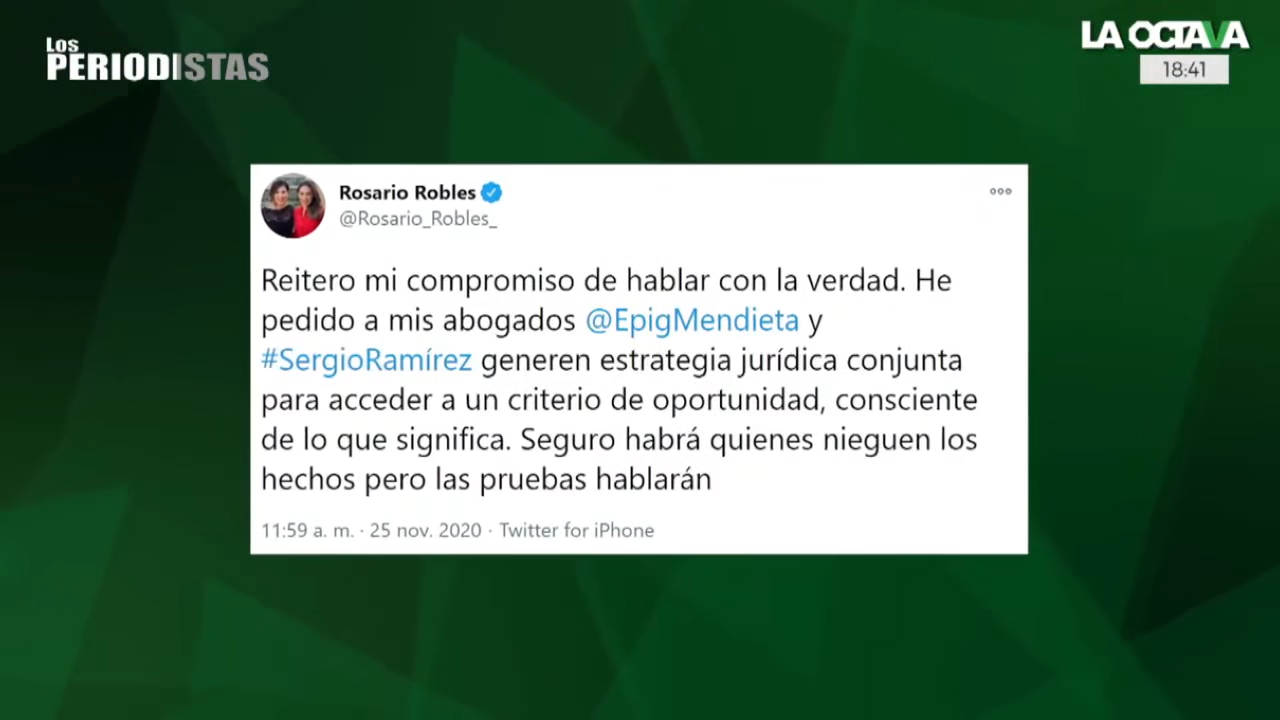 Los
PERIODISTAS
LA OCTAVA
18:41
Rosario Robles
@Rosario_Robles_
Reitero mi compromiso de hablar con la verdad. He
pedido a mis abogados @EpigMendieta y
#SergioRamírez generen estrategia jurídica conjunta
para acceder a un criterio de oportunidad, consciente
de lo que significa. Seguro habrá quienes nieguen los
hechos pero las pruebas hablarán
11:59 a. m. · 25 nov. 2020 · Twitter for iPhone